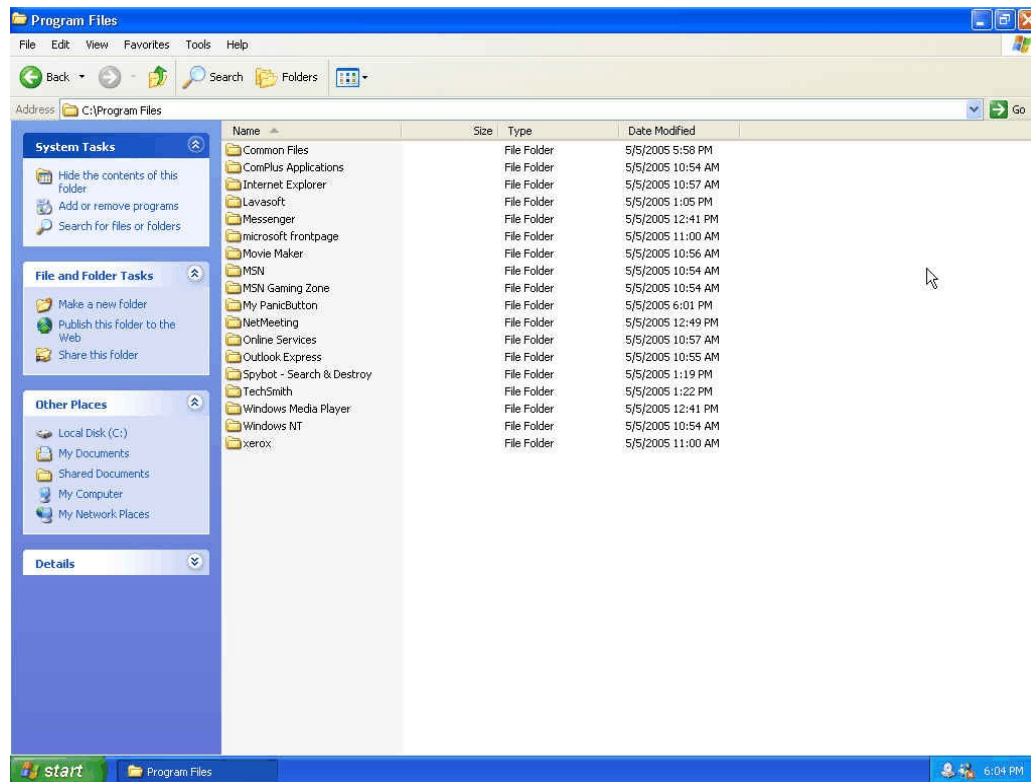 Program Files
File Edit View Favorites Tools Help
Back Search Folders
Address C:\Program Files Go
System Tasks
Hide the contents of this
folder
Add or remove programs
Search for files or folders
File and Folder Tasks
Make a new folder
Publish this folder to the
Web
Share this folder
Other Places
Local Disk (C:)
My Documents
Shared Documents
My Computer
My Network Places
Details
Name Size Type Date Modified
Common Files File Folder 5/5/2005 5:58 PM
ComPlus Applications File Folder 5/5/2005 10:54 AM
Internet Explorer File Folder 5/5/2005 10:57 AM
Lavasoft File Folder 5/5/2005 1:05 PM
Messenger File Folder 5/5/2005 12:41 PM
microsoft frontpage File Folder 5/5/2005 11:00 AM
Movie Maker File Folder 5/5/2005 10:56 AM
MSN File Folder 5/5/2005 10:54 AM
MSN Gaming Zone File Folder 5/5/2005 10:54 AM
My PanicButton File Folder 5/5/2005 6:01 PM
NetMeeting File Folder 5/5/2005 12:49 PM
Online Services File Folder 5/5/2005 10:57 AM
Outlook Express File Folder 5/5/2005 10:55 AM
Spybot - Search & Destroy File Folder 5/5/2005 1:19 PM
TechSmith File Folder 5/5/2005 1:22 PM
Windows Media Player File Folder 5/5/2005 12:41 PM
Windows NT File Folder 5/5/2005 10:54 AM
xerox File Folder 5/5/2005 11:00 AM
start Program Files 6:04 PM